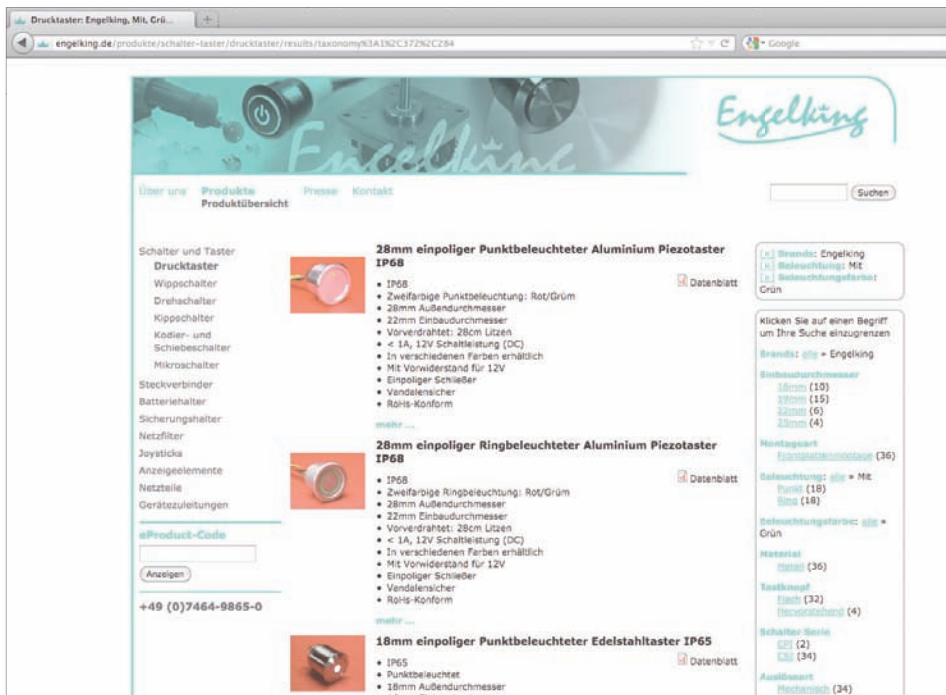 Drucktaster: Engelking, Mit, Grü...
engelking.de/produkte/schalter-taster/drucktaster/results/taxonomy%3A1%2C372%2C284
Google
Engelking
Engelking
Über uns Produkte Presse Kontakt
Produktübersicht
Suchen
Schalter und Taster
Drucktaster
Wippschalter
Drehschalter
Kippschalter
Kodier- und
Schiebeschalter
Mikroschalter
Steckverbinder
Batteriehalter
Sicherungshalter
Netzfilter
Joysticks
Anzeigeelemente
Netzteile
Gerätezuleitungen
eProduct-Code
Anzeigen
+49 (0)7464-9865-0
28mm einpoliger Punktbeleuchteter Aluminium Piezotaster
IP68
Datenblatt
• IP68
• Zweifarbige Punktbeleuchtung: Rot/Grüm
• 28mm Außendurchmesser
• 22mm Einbaudurchmesser
• Vorverdrahtet: 28cm Litzen
• < 1A, 12V Schaltleistung (DC)
• In verschiedenen Farben erhältlich
• Mit Vorwiderstand für 12V
• Einpoliger Schließer
• Vandalensicher
• RoHs-Konform
mehr ...
28mm einpoliger Ringbeleuchteter Aluminium Piezotaster
IP68
Datenblatt
• IP68
• Zweifarbige Ringbeleuchtung: Rot/Grüm
• 28mm Außendurchmesser
• 22mm Einbaudurchmesser
• Vorverdrahtet: 28cm Litzen
• < 1A, 12V Schaltleistung (DC)
• In verschiedenen Farben erhältlich
• Mit Vorwiderstand für 12V
• Einpoliger Schließer
• Vandalensicher
• RoHs-Konform
mehr ...
18mm einpoliger Punktbeleuchteter Edelstahltaster IP65
Datenblatt
• IP65
• Punktbeleuchtet
• 18mm Außendurchmesser
Brands: Engelking
Beleuchtung: Mit
Beleuchtungsfarbe:
Grün
Klicken Sie auf einen Begriff
um Ihre Suche einzugrenzen
Brands: alle » Engelking
Einbaudurchmesser
16mm (10)
19mm (15)
22mm (6)
25mm (4)
Montageart
Frontplattenmontage (36)
Beleuchtung: alle » Mit
Punkt (18)
Ring (18)
Beleuchtungsfarbe: alle »
Grün
Material
Metall (36)
Tastknopf
Flach (32)
Hervorstehend (4)
Schalter Serie
CPI (2)
CSI (34)
Auslöseart
Mechanisch (34)